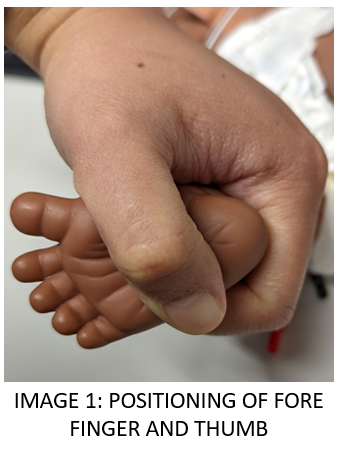 IMAGE 1: POSITIONING OF FORE
FINGER AND THUMB